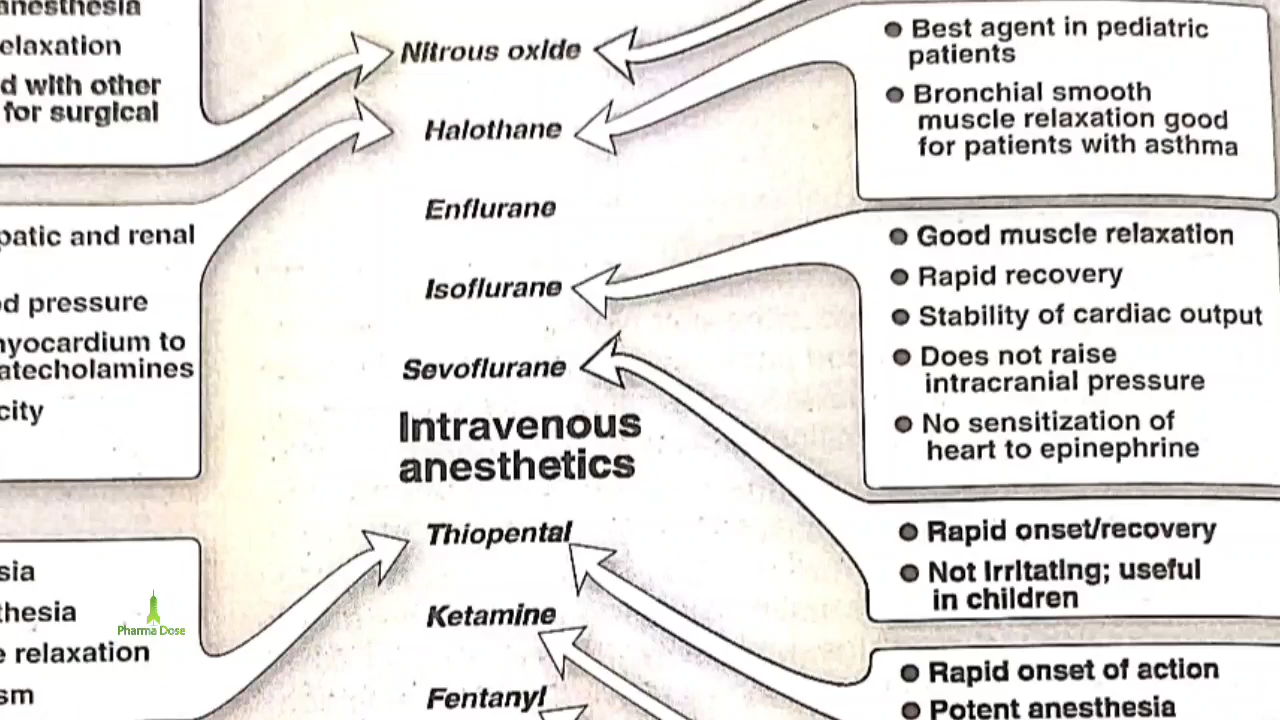 anesthesia
elaxation
d with other
for surgical
patic and renal
d pressure
myocardium to
atecholamines
city
sia
thesia
Pharma Dose
e relaxation
sm
Nitrous oxide
Halothane
Enflurane
Isoflurane
Sevoflurane
Intravenous
anesthetics
Thiopental
Ketamine
Fentanyl
Best agent in pediatric
patients
Bronchial smooth
muscle relaxation good
for patients with asthma
Good muscle relaxation
Rapid recovery
Stability of cardiac output
Does not raise
intracranial pressure
No sensitization of
heart to epinephrine
Rapid onset/recovery
Not irritating; useful
in children
Rapid onset of action
Potent anesthesia